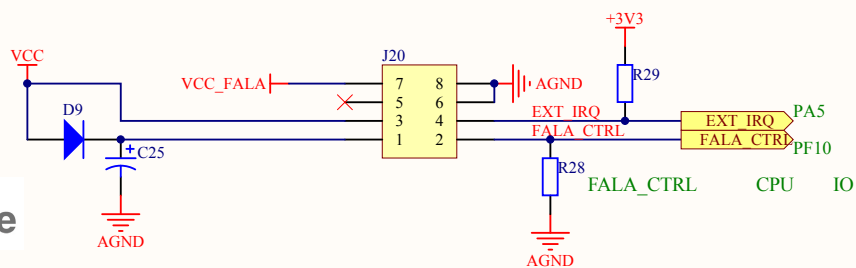 +3V3
VCC
J20
R29
VCC_FALA
7 8
AGND
5 6
D9
EXT_IRQ
PA5
3 4
EXT_IRQ
FALA_CTRL
1 2
FALA_CTRL
PF10
+
C25
R28
FALA_CTRL CPU IO
e
AGND
AGND